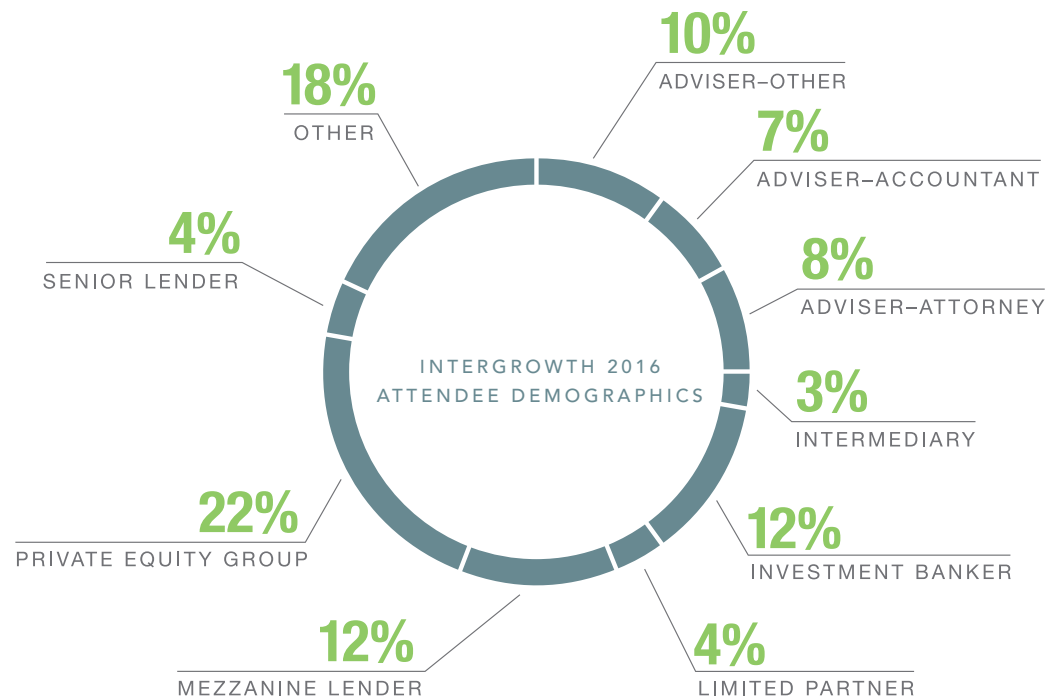 10%
ADVISER–OTHER
18%
OTHER
7%
ADVISER–ACCOUNTANT
4%
SENIOR LENDER
8%
ADVISER–ATTORNEY
INTERGROWTH 2016
ATTENDEE DEMOGRAPHICS
3%
INTERMEDIARY
22%
PRIVATE EQUITY GROUP
12%
INVESTMENT BANKER
12%
MEZZANINE LENDER
4%
LIMITED PARTNER